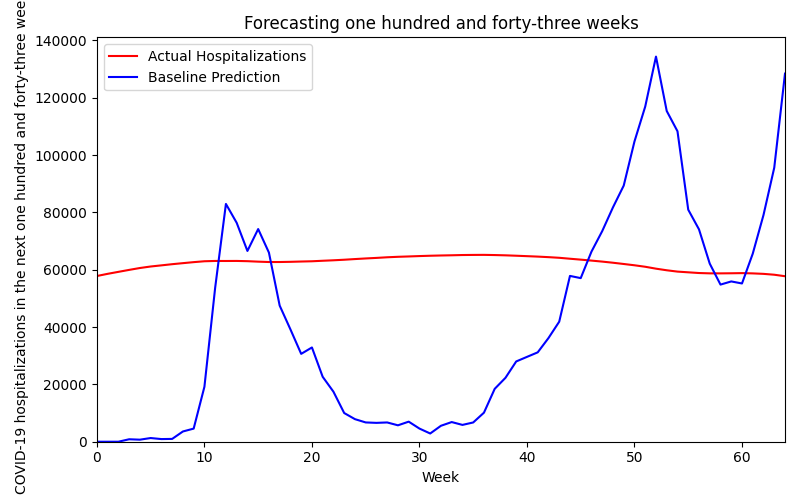 Forecasting one hundred and forty-three weeks
COVID-19 hospitalizations in the next one hundred and forty-three
140000
120000
100000
80000
60000
40000
20000
0
Actual Hospitalizations
Baseline Prediction
0 10 20 30 40 50 60
Week